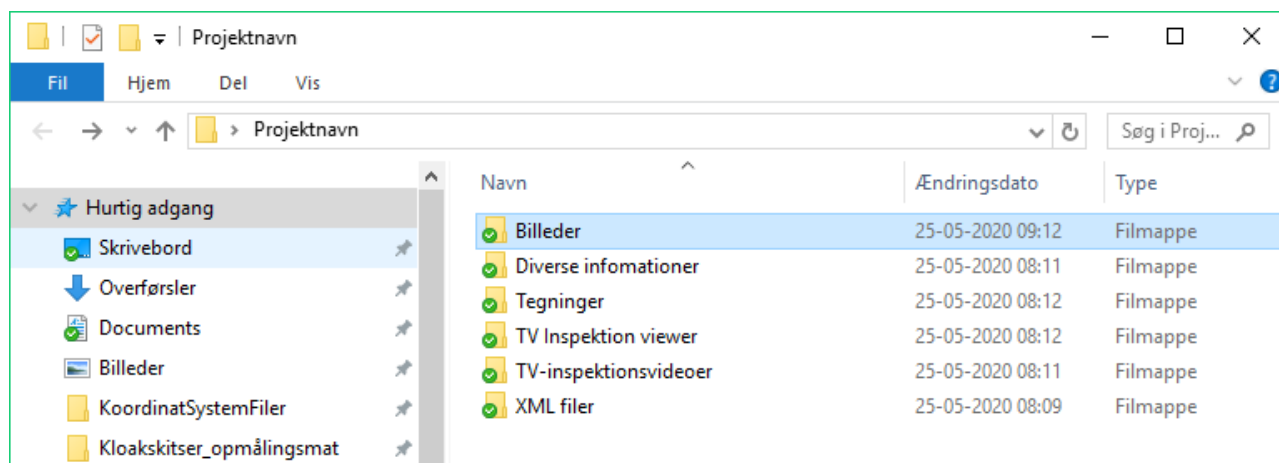 Projektnavn
Fil Hjem Del Vis ?
Projektnavn Søg i Proj...
Navn Ændringsdato Type
Hurtig adgang
Billeder 25-05-2020 09:12 Filmappe
Skrivebord
Diverse infomationer 25-05-2020 08:11 Filmappe
Overførsler
Tegninger 25-05-2020 08:12 Filmappe
Documents
TV Inspektion viewer 25-05-2020 08:12 Filmappe
Billeder
TV-inspektionsvideoer 25-05-2020 08:11 Filmappe
KoordinatSystemFiler
XML filer 25-05-2020 08:09 Filmappe
Kloakskitser_opmålingsmat